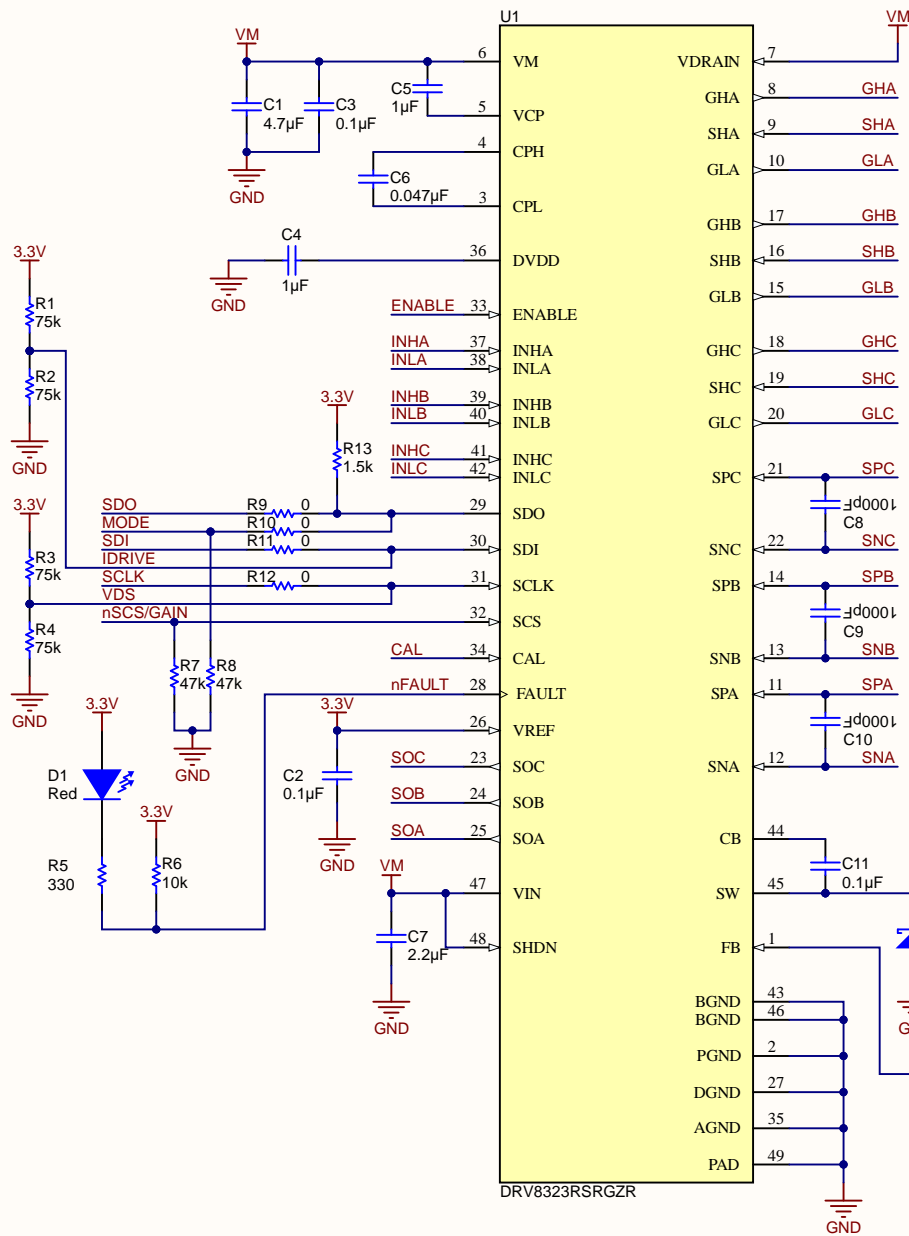 U1
VM
VM
6
VM
VDRAIN
7
C1
4.7µF
C3
0.1µF
C5
1µF
5
VCP
GHA
8
GHA
SHA
9
SHA
4
CPH
GLA
10
GLA
GND
C6
0.047µF
3
CPL
GHB
17
GHB
C4
1µF
GND
36
DVDD
SHB
16
SHB
GLB
15
GLB
3.3V
R1
75k
R2
75k
GND
ENABLE
33
ENABLE
INHA
37
INHA
GHC
18
GHC
INLA
38
INLA
SHC
19
SHC
INHB
39
INHB
INLB
40
INLB
GLC
20
GLC
3.3V
R13
1.5k
INHC
41
INHC
INLC
42
INLC
SPC
21
SPC
1000pF
C8
SDO
R9
0
29
SDO
MODE
R10
0
SDI
R11
0
30
SDI
SNC
22
SNC
IDRIVE
3.3V
R3
75k
SCLK
R12
0
31
SCLK
SPB
14
SPB
1000pF
C9
VDS
nSCS/GAIN
32
SCS
R4
75k
GND
R7
47k
R8
47k
GND
CAL
34
CAL
SNB
13
SNB
nFAULT
28
FAULT
SPA
11
SPA
1000pF
C10
3.3V
26
VREF
C2
0.1µF
GND
SOC
23
SOC
SNA
12
SNA
3.3V
D1
Red
SOB
24
SOB
SOA
25
SOA
CB
44
C11
0.1µF
3.3V
R5
330
R6
10k
VM
47
VIN
SW
45
C7
2.2µF
GND
48
SHDN
FB
1
BGND
43
BGND
46
PGND
2
DGND
27
AGND
35
PAD
49
DRV8323RSRGZR
GND